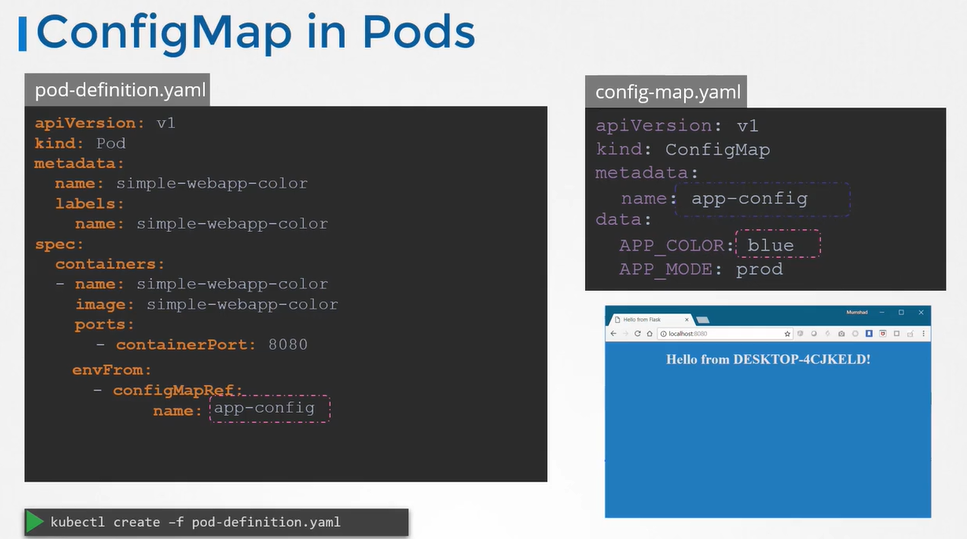 ConfigMap in Pods
pod-definition.yaml
apiVersion: v1
kind: Pod
metadata:
  name: simple-webapp-color
  labels:
    name: simple-webapp-color
spec:
  containers:
  - name: simple-webapp-color
    image: simple-webapp-color
    ports:
      - containerPort: 8080
    envFrom:
      - configMapRef:
            name: app-config
kubectl create –f pod-definition.yaml
config-map.yaml
apiVersion: v1
kind: ConfigMap
metadata:
  name: app-config
data:
  APP_COLOR: blue
  APP_MODE: prod
Hello from Flask
Mumshad
localhost:8080
Hello from DESKTOP-4CJKELD!